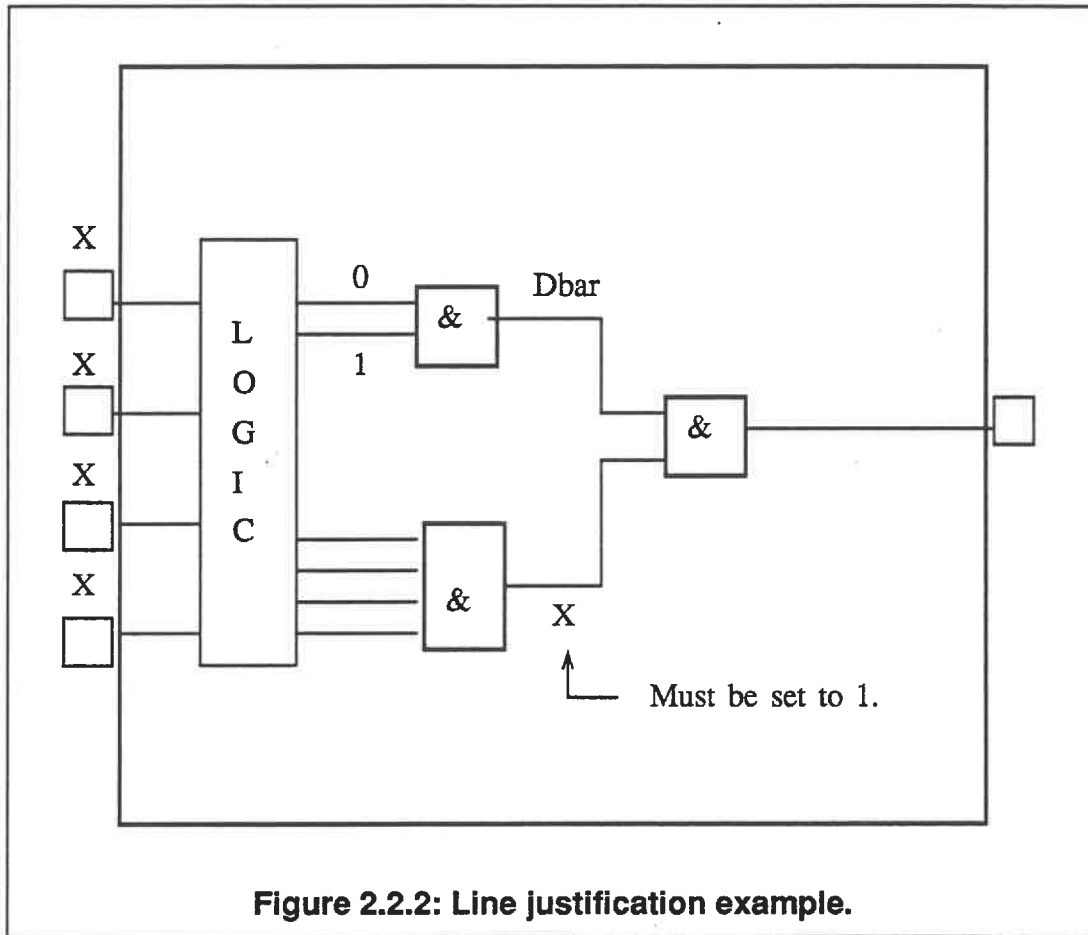 X
0
Dbar
&
L
O
G
I
C
X
1
&
X
X
&
X
Must be set to 1.
Figure 2.2.2: Line justification example.